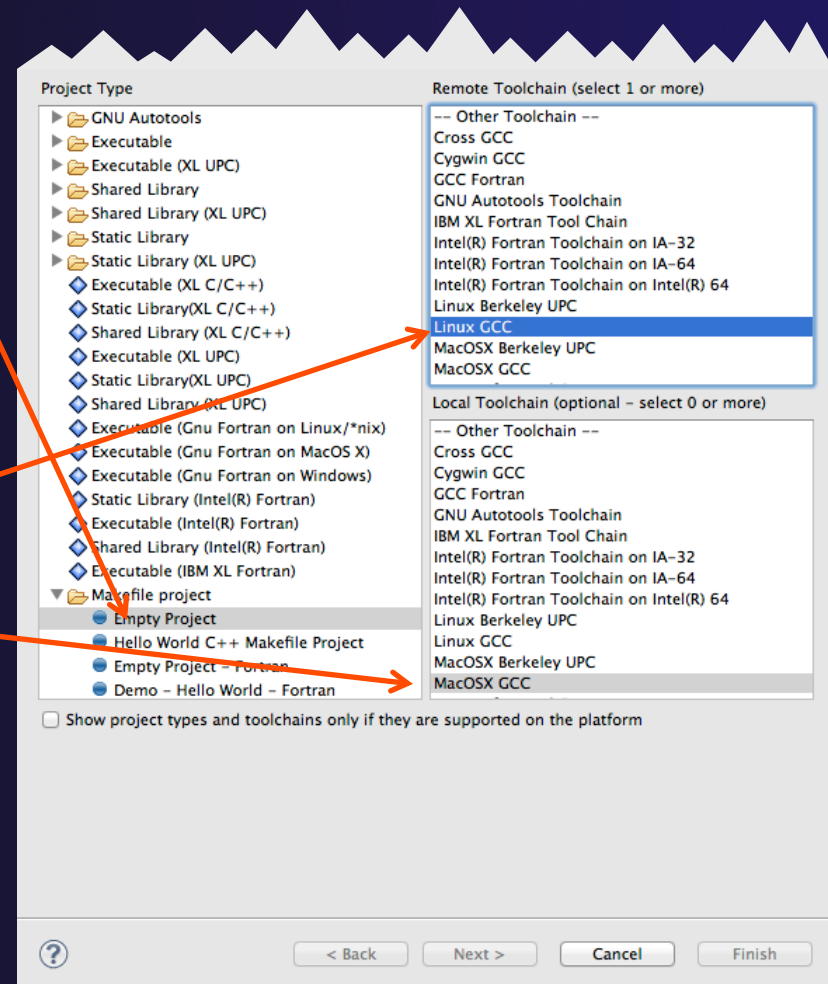 Project Type
GNU Autotools
Executable
Executable (XL UPC)
Shared Library
Shared Library (XL UPC)
Static Library
Static Library (XL UPC)
Executable (XL C/C++)
Static Library(XL C/C++)
Shared Library (XL C/C++)
Executable (XL UPC)
Static Library(XL UPC)
Shared Library (XL UPC)
Executable (Gnu Fortran on Linux/*nix)
Executable (Gnu Fortran on MacOS X)
Executable (Gnu Fortran on Windows)
Static Library (Intel(R) Fortran)
Executable (Intel(R) Fortran)
Shared Library (Intel(R) Fortran)
Executable (IBM XL Fortran)
Makefile project
Empty Project
Hello World C++ Makefile Project
Empty Project - Fortran
Demo - Hello World - Fortran
Remote Toolchain (select 1 or more)
-- Other Toolchain --
Cross GCC
Cygwin GCC
GCC Fortran
GNU Autotools Toolchain
IBM XL Fortran Tool Chain
Intel(R) Fortran Toolchain on IA-32
Intel(R) Fortran Toolchain on IA-64
Intel(R) Fortran Toolchain on Intel(R) 64
Linux Berkeley UPC
Linux GCC
MacOSX Berkeley UPC
MacOSX GCC
Local Toolchain (optional - select 0 or more)
-- Other Toolchain --
Cross GCC
Cygwin GCC
GCC Fortran
GNU Autotools Toolchain
IBM XL Fortran Tool Chain
Intel(R) Fortran Toolchain on IA-32
Intel(R) Fortran Toolchain on IA-64
Intel(R) Fortran Toolchain on Intel(R) 64
Linux Berkeley UPC
Linux GCC
MacOSX Berkeley UPC
MacOSX GCC
Show project types and toolchains only if they are supported on the platform
? < Back Next > Cancel Finish